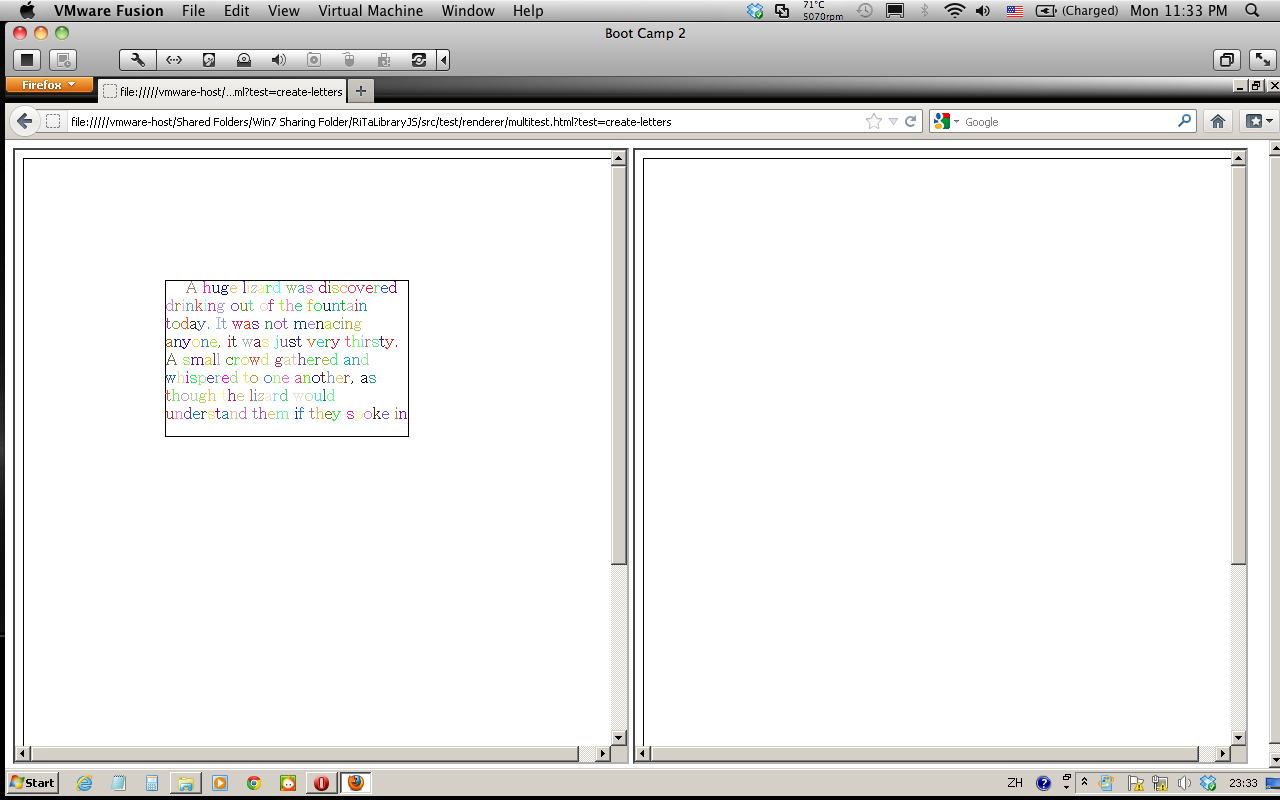 VMware Fusion File Edit View Virtual Machine Window Help 71°C 5070rpm (Charged) Mon 11:33 PM
Boot Camp 2
Firefox
file://///vmware-host/...ml?test=create-letters
file://///vmware-host/Shared Folders/Win7 Sharing Folder/RiTaLibraryJS/src/test/renderer/multitest.html?test=create-letters
Google
A huge lizard was discovered
drinking out of the fountain
today. It was not menacing
anyone, it was just very thirsty.
A small crowd gathered and
whispered to one another, as
though the lizard would
understand them if they spoke in
Start ZH 23:33